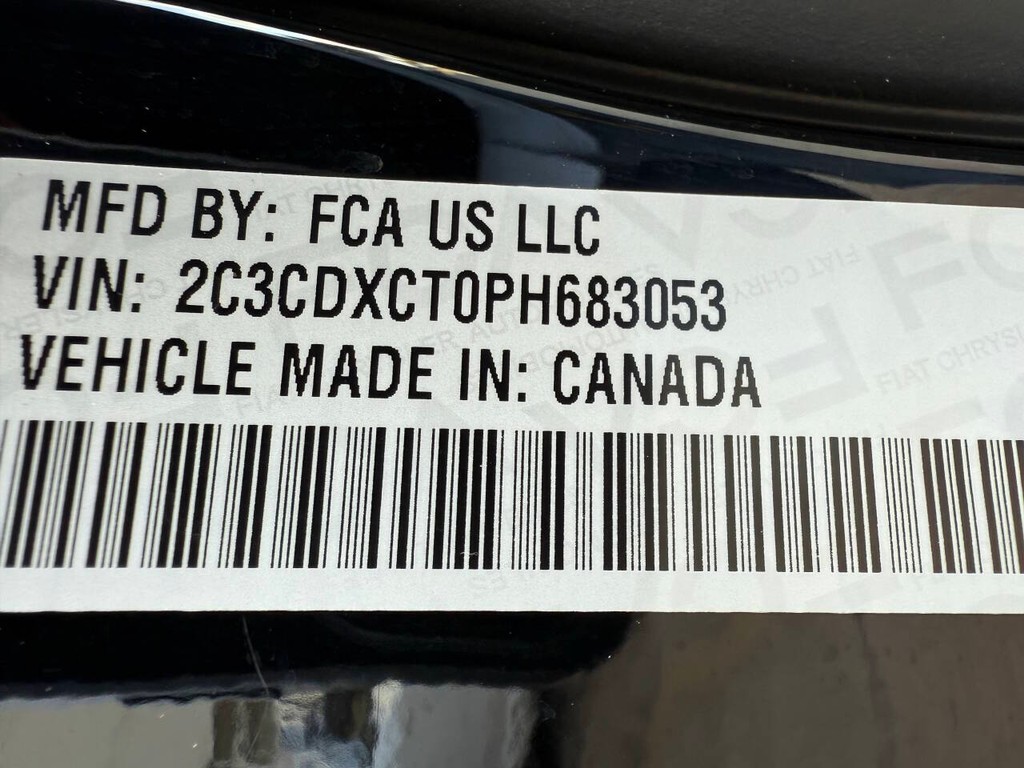 MFD BY: FCA US LLC
VIN: 2C3CDXCT0PH683053
VEHICLE MADE IN: CANADA